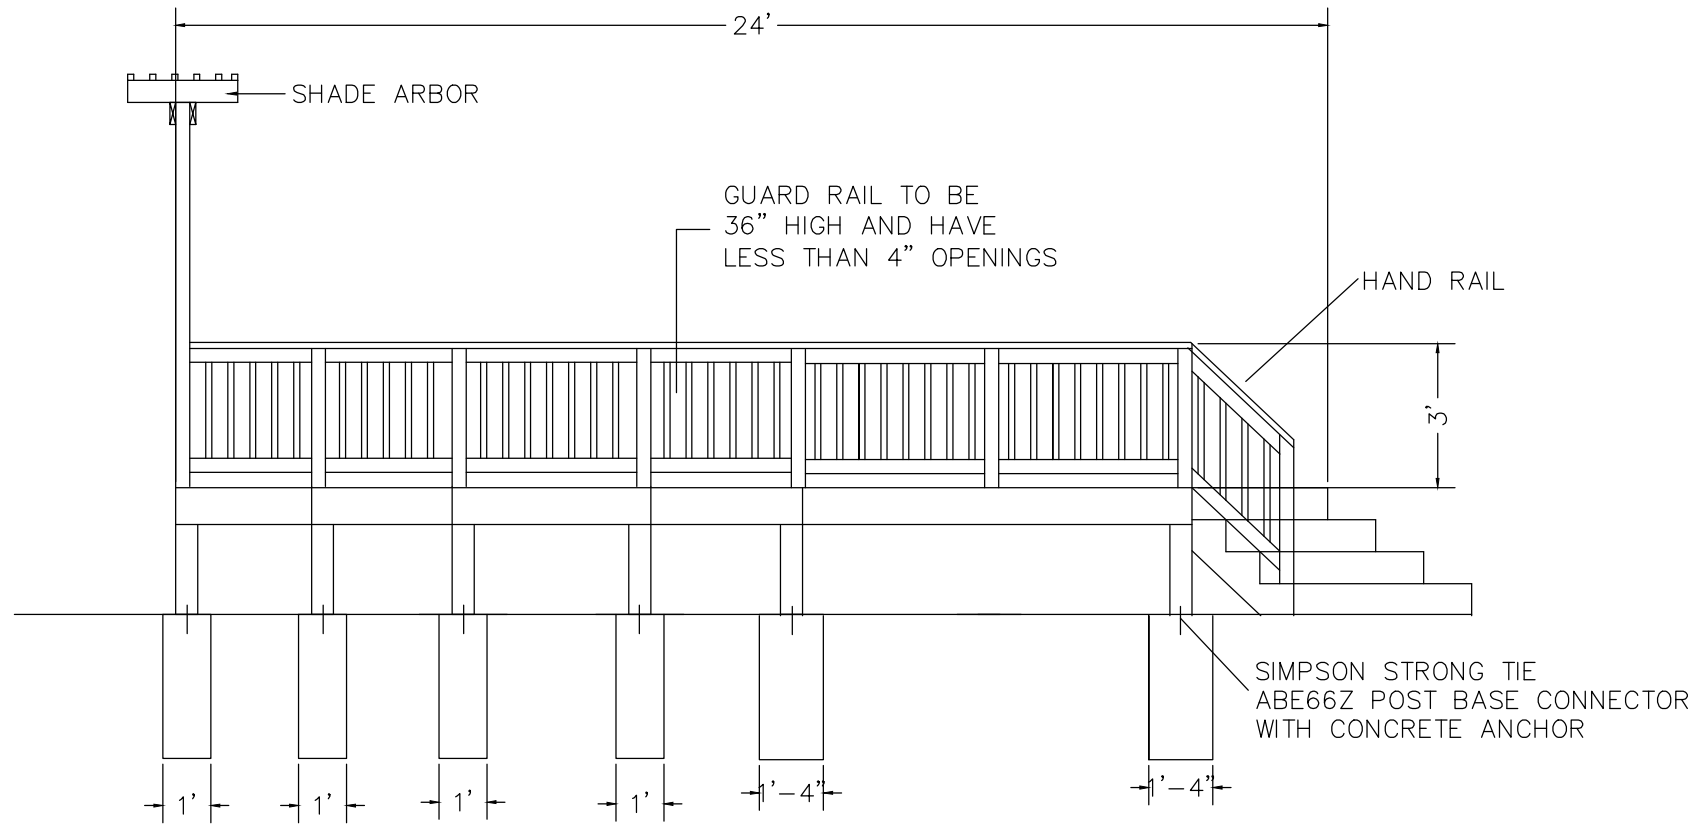 24'
SHADE ARBOR
GUARD RAIL TO BE
36" HIGH AND HAVE
LESS THAN 4" OPENINGS
HAND RAIL
3'
SIMPSON STRONG TIE
ABE66Z POST BASE CONNECTOR
WITH CONCRETE ANCHOR
1'
1'
1'
1'
1'-4"
1'-4"